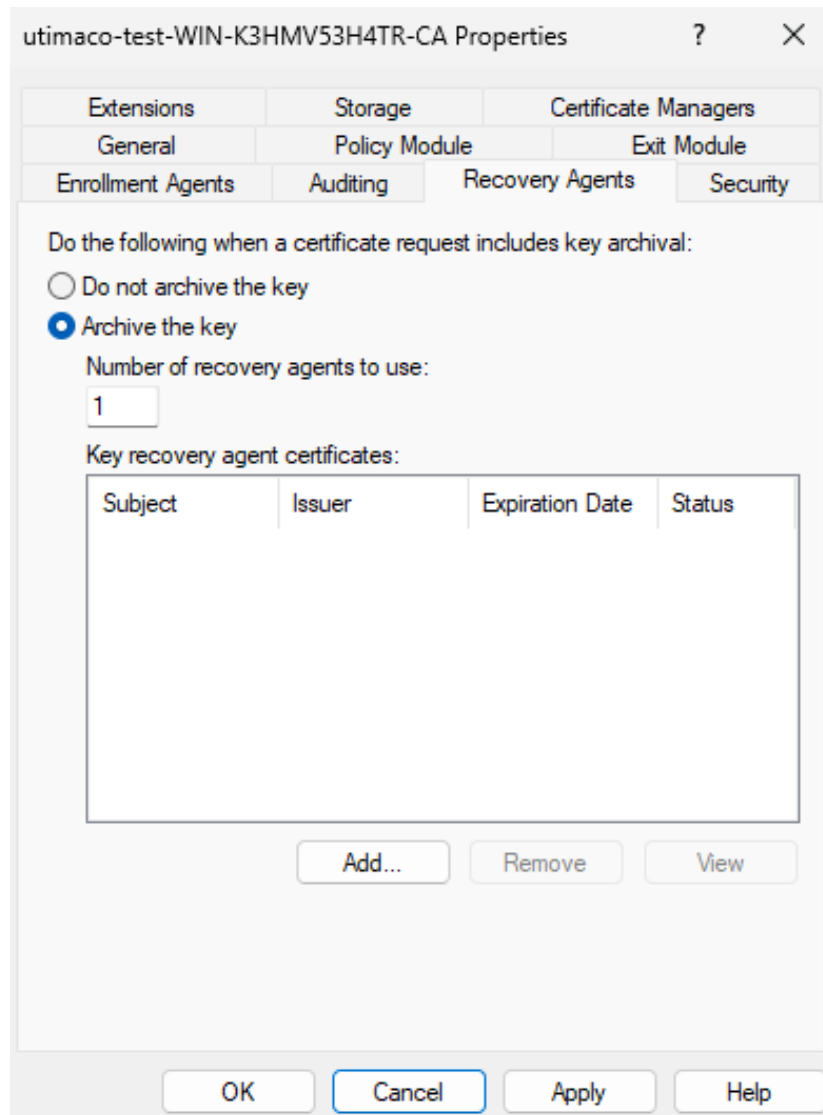 utimaco-test-WIN-K3HMV53H4TR-CA Properties ?
Extensions Storage Certificate Managers
General Policy Module Exit Module
Enrollment Agents Auditing Recovery Agents Security
Do the following when a certificate request includes key archival:
Do not archive the key
Archive the key
Number of recovery agents to use:
1
Key recovery agent certificates:
Subject Issuer Expiration Date Status
Add... Remove View
OK Cancel Apply Help